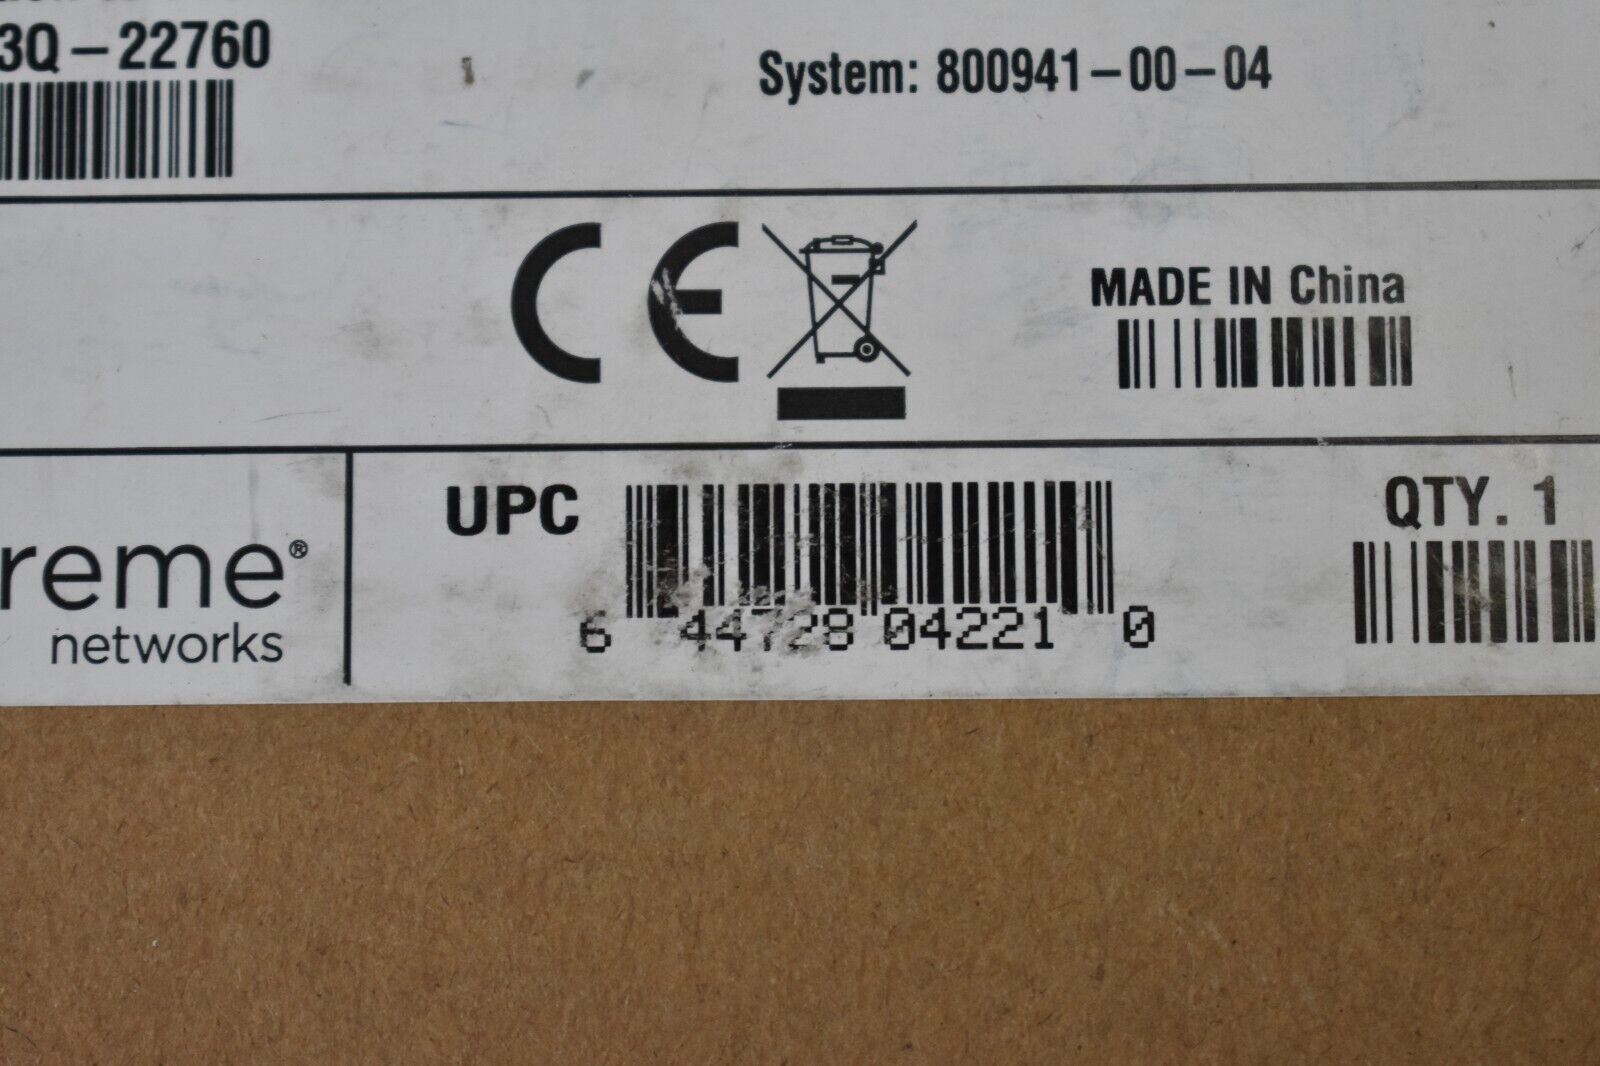 3Q-22760
System: 800941-00-04
CE
MADE IN China
UPC
QTY. 1
reme®
networks
6 44728 04221 0